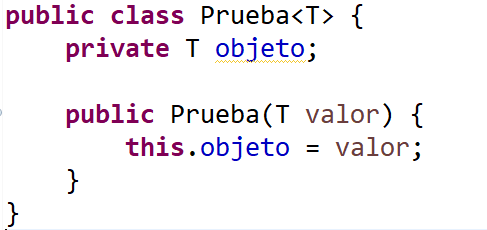 public class Prueba<T> {
    private T objeto;

    public Prueba(T valor) {
        this.objeto = valor;
    }
}